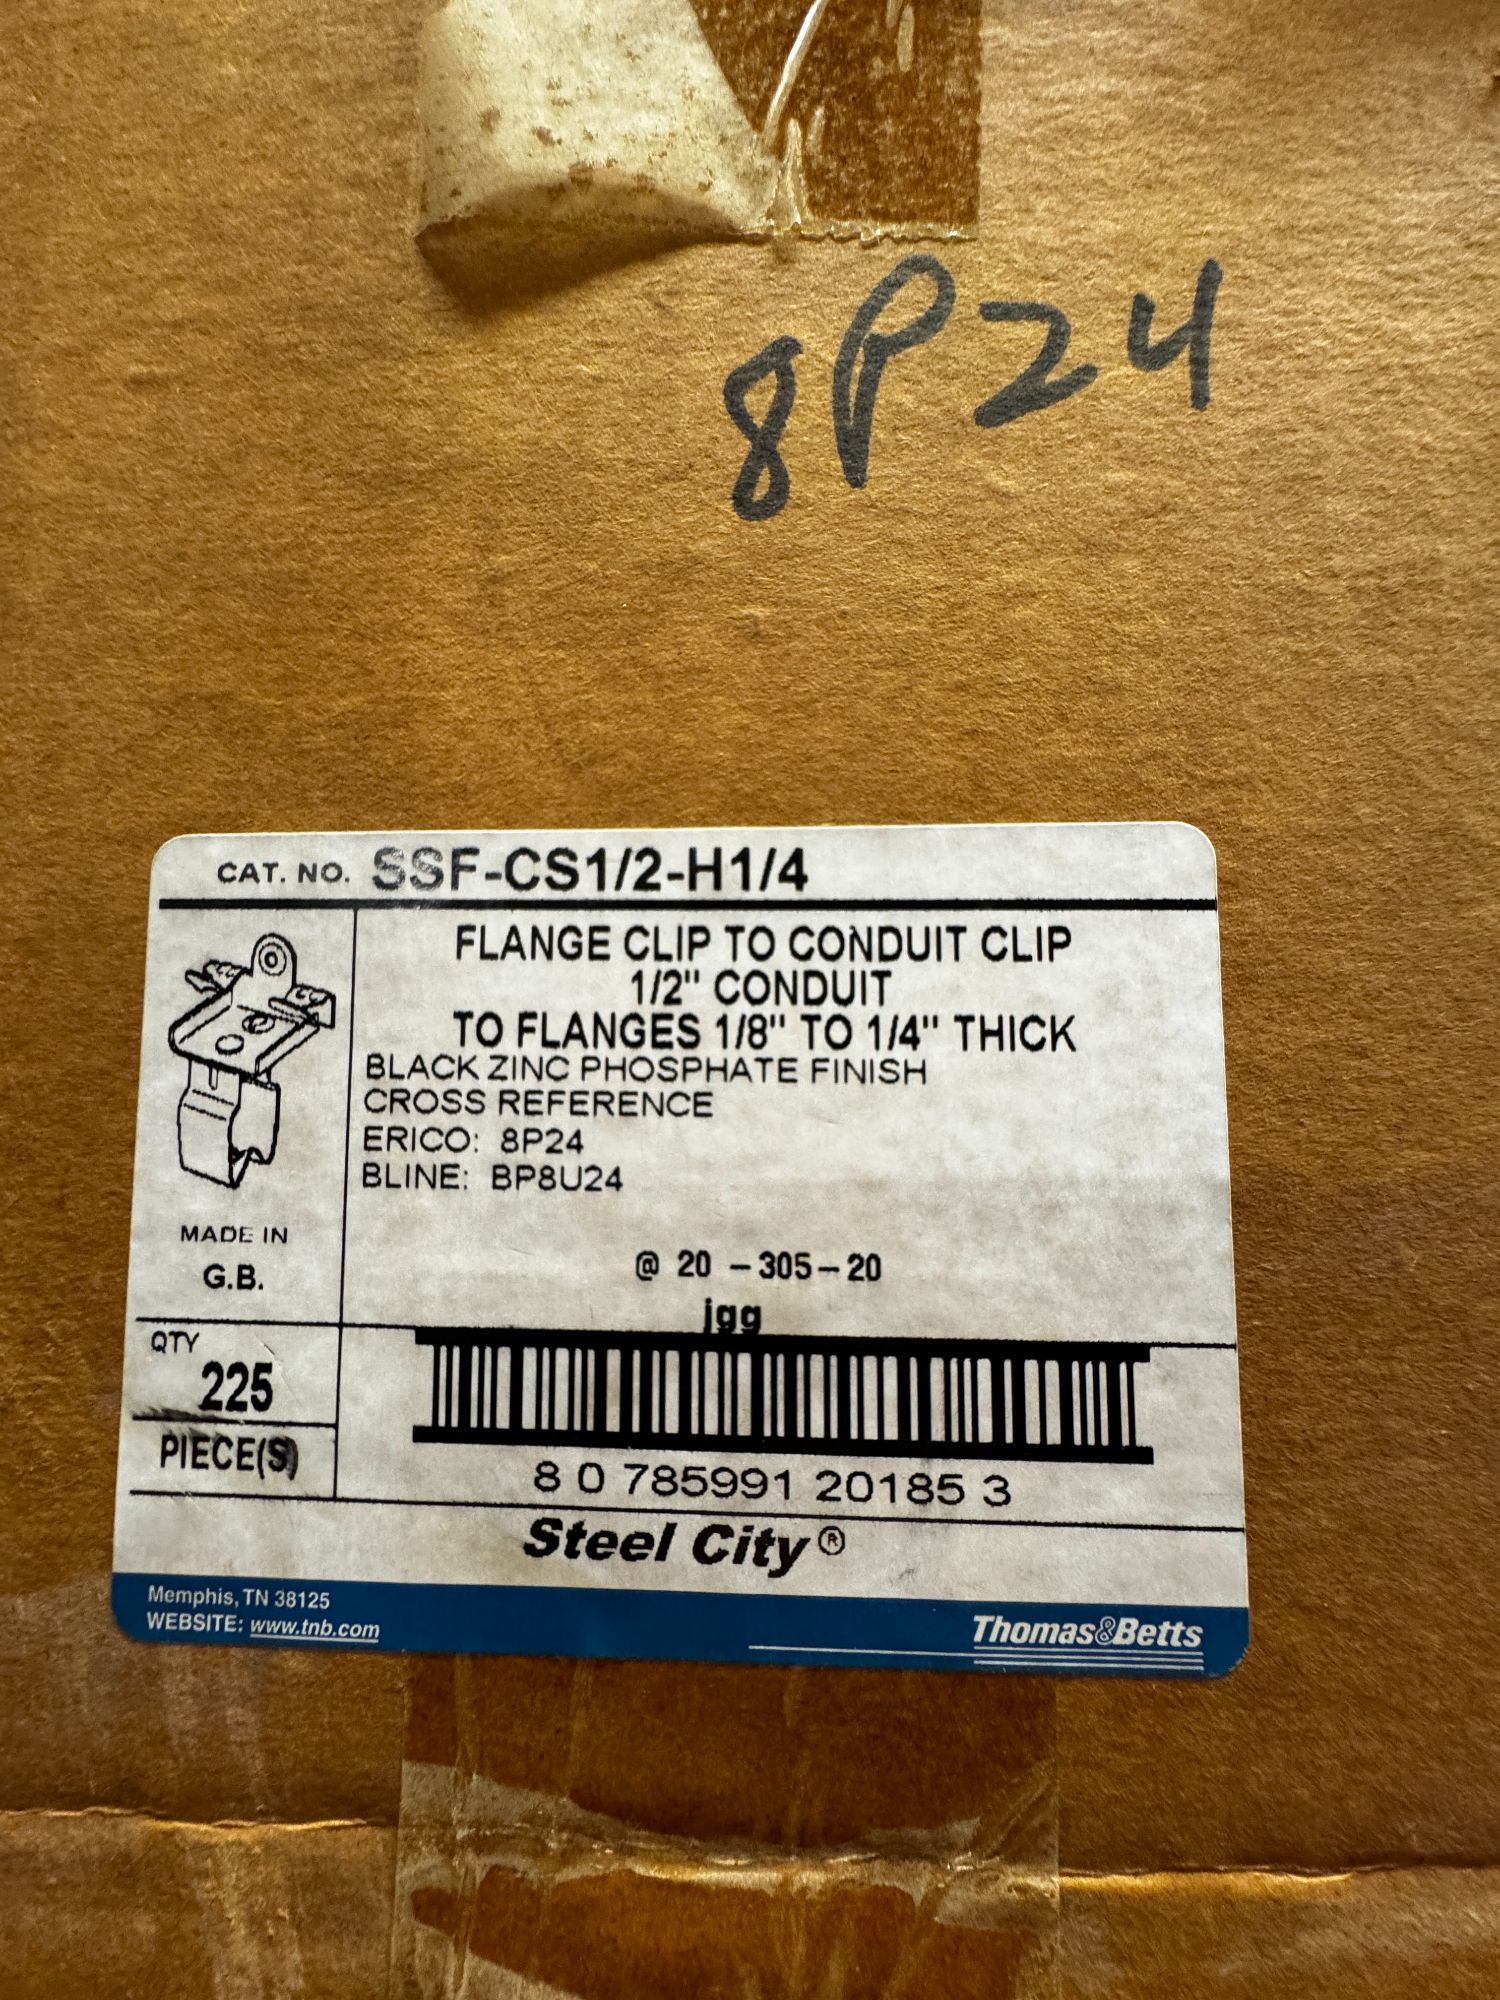 8P24
CAT. NO. SSF-CS1/2-H1/4
FLANGE CLIP TO CONDUIT CLIP
1/2" CONDUIT
TO FLANGES 1/8" TO 1/4" THICK
BLACK ZINC PHOSPHATE FINISH
CROSS REFERENCE
ERICO: 8P24
BLINE: BP8U24
MADE IN
G.B.
@ 20 - 305 - 20
jgg
QTY
225
PIECE(S)
8 0 785991 20185 3
Steel City®
Memphis, TN 38125
WEBSITE: www.tnb.com
Thomas&Betts